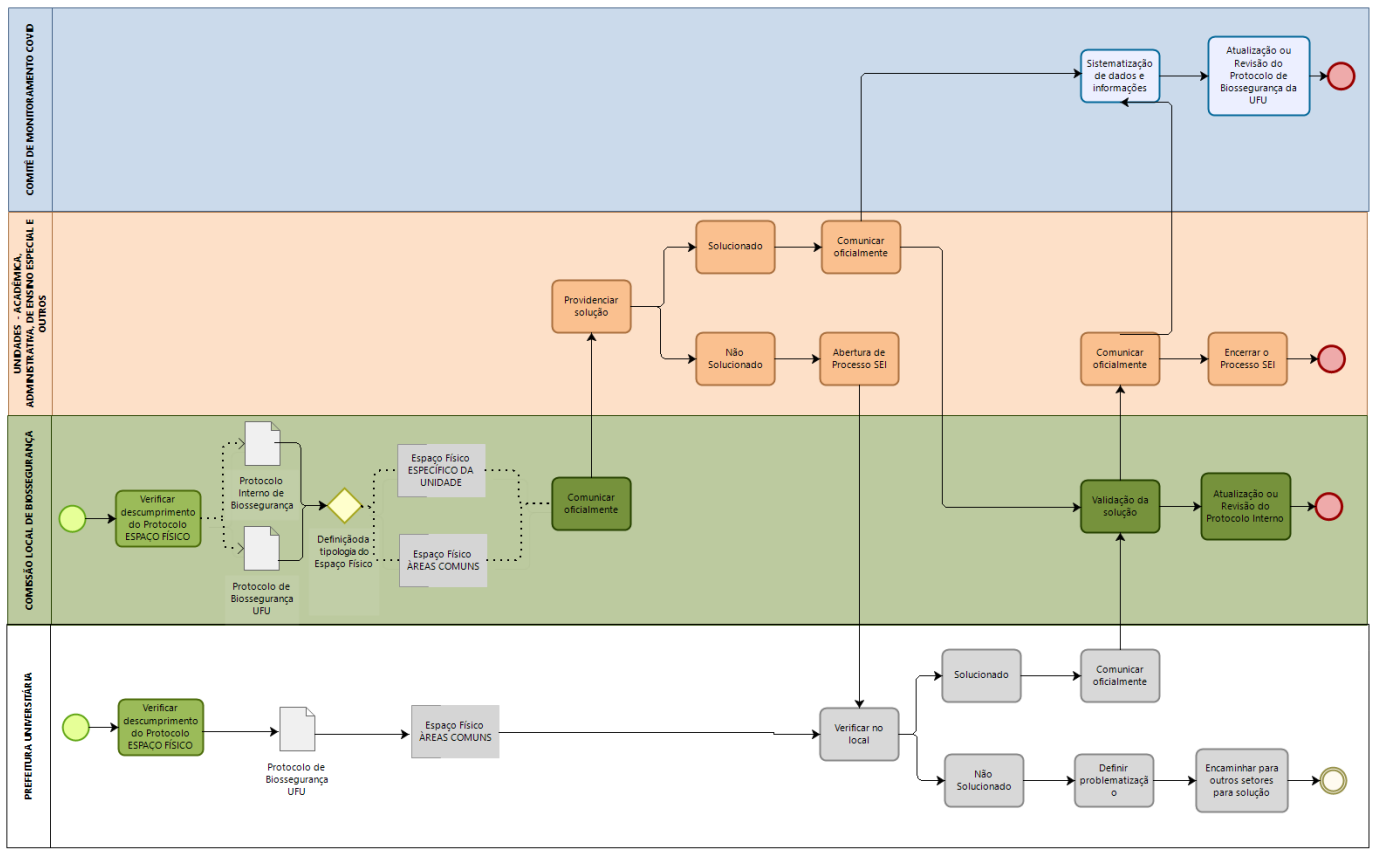 COMITÊ DE MONITORAMENTO COVID
Sistematização
de dados e
informações
Atualização ou
Revisão do
Protocolo de
Biossegurança da
UFU
UNIDADES - ACADÊMICA,
ADMINISTRATIVA, DE ENSINO ESPECIAL E
OUTROS
Providenciar
solução
Solucionado
Comunicar
oficialmente
Não
Solucionado
Abertura de
Processo SEI
Comunicar
oficialmente
Encerrar o
Processo SEI
COMISSÃO LOCAL DE BIOSSEGURANÇA
Verificar
descumprimento
do Protocolo
ESPAÇO FÍSICO
Protocolo
Interno de
Biossegurança
Protocolo de
Biossegurança
UFU
Definição da
tipologia do
Espaço Físico
Espaço Físico
ESPECÍFICO DA
UNIDADE
Espaço Físico
ÀREAS COMUNS
Comunicar
oficialmente
Validação da
solução
Atualização ou
Revisão do
Protocolo Interno
PREFEITURA UNIVERSITÁRIA
Verificar
descumprimento
do Protocolo
ESPAÇO FÍSICO
Protocolo de
Biossegurança
UFU
Espaço Físico
ÀREAS COMUNS
Verificar no
local
Solucionado
Comunicar
oficialmente
Não
Solucionado
Definir
problematizaçã
o
Encaminhar para
outros setores
para solução